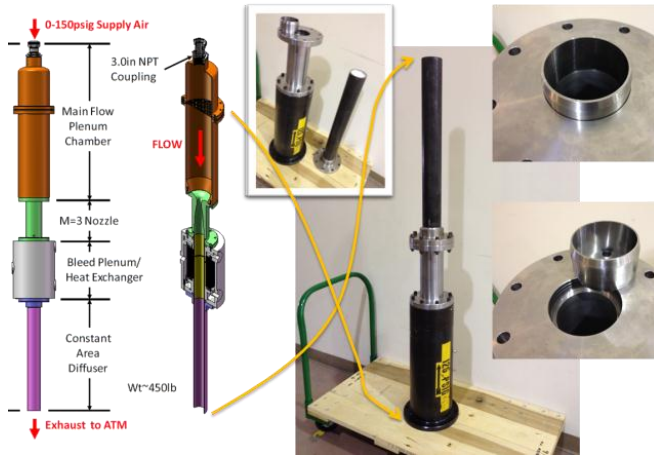 0-150psig Supply Air
3.0in NPT
Coupling
Main Flow
Plenum
Chamber
FLOW
M=3 Nozzle
Bleed Plenum/
Heat Exchanger
Constant
Area
Diffuser
Wt~450lb
Exhaust to ATM